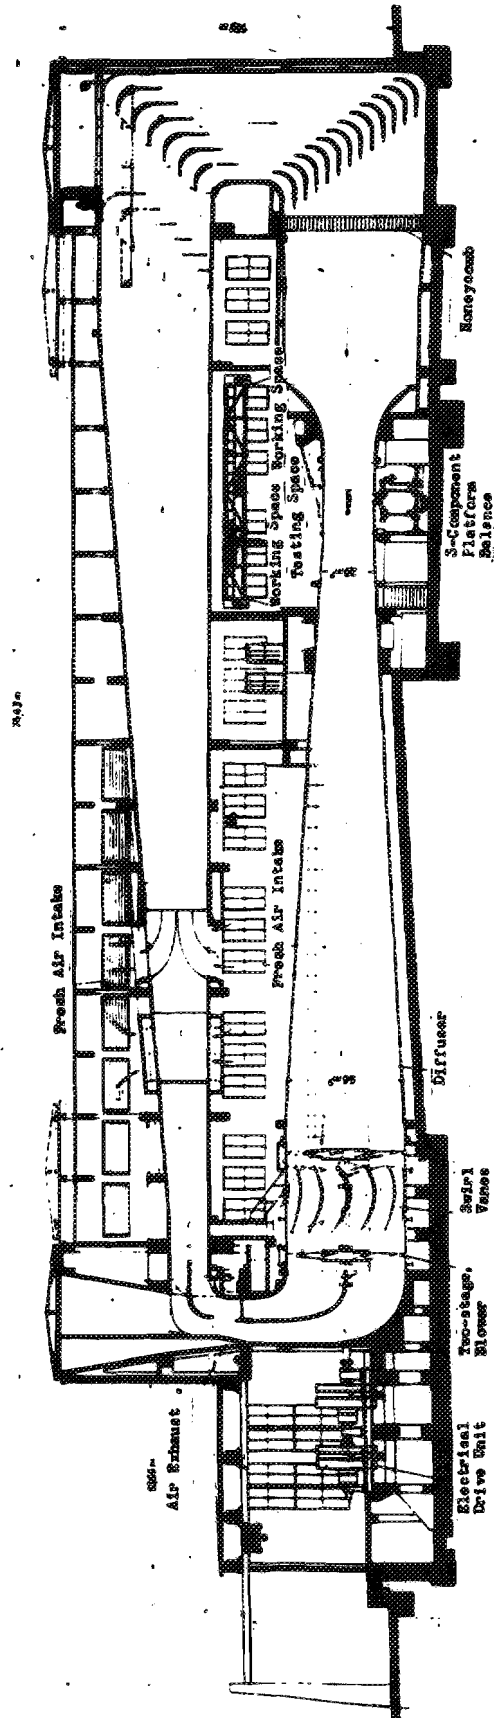 Fresh Air Intake
Air Exhaust
Working Space
Working Space
Testing Space
Fresh Air Intake
Honeycomb
3-Component
Platform
Balance
Diffuser
Swirl
Vanes
Two-stage,
Blower
Electrical
Drive Unit